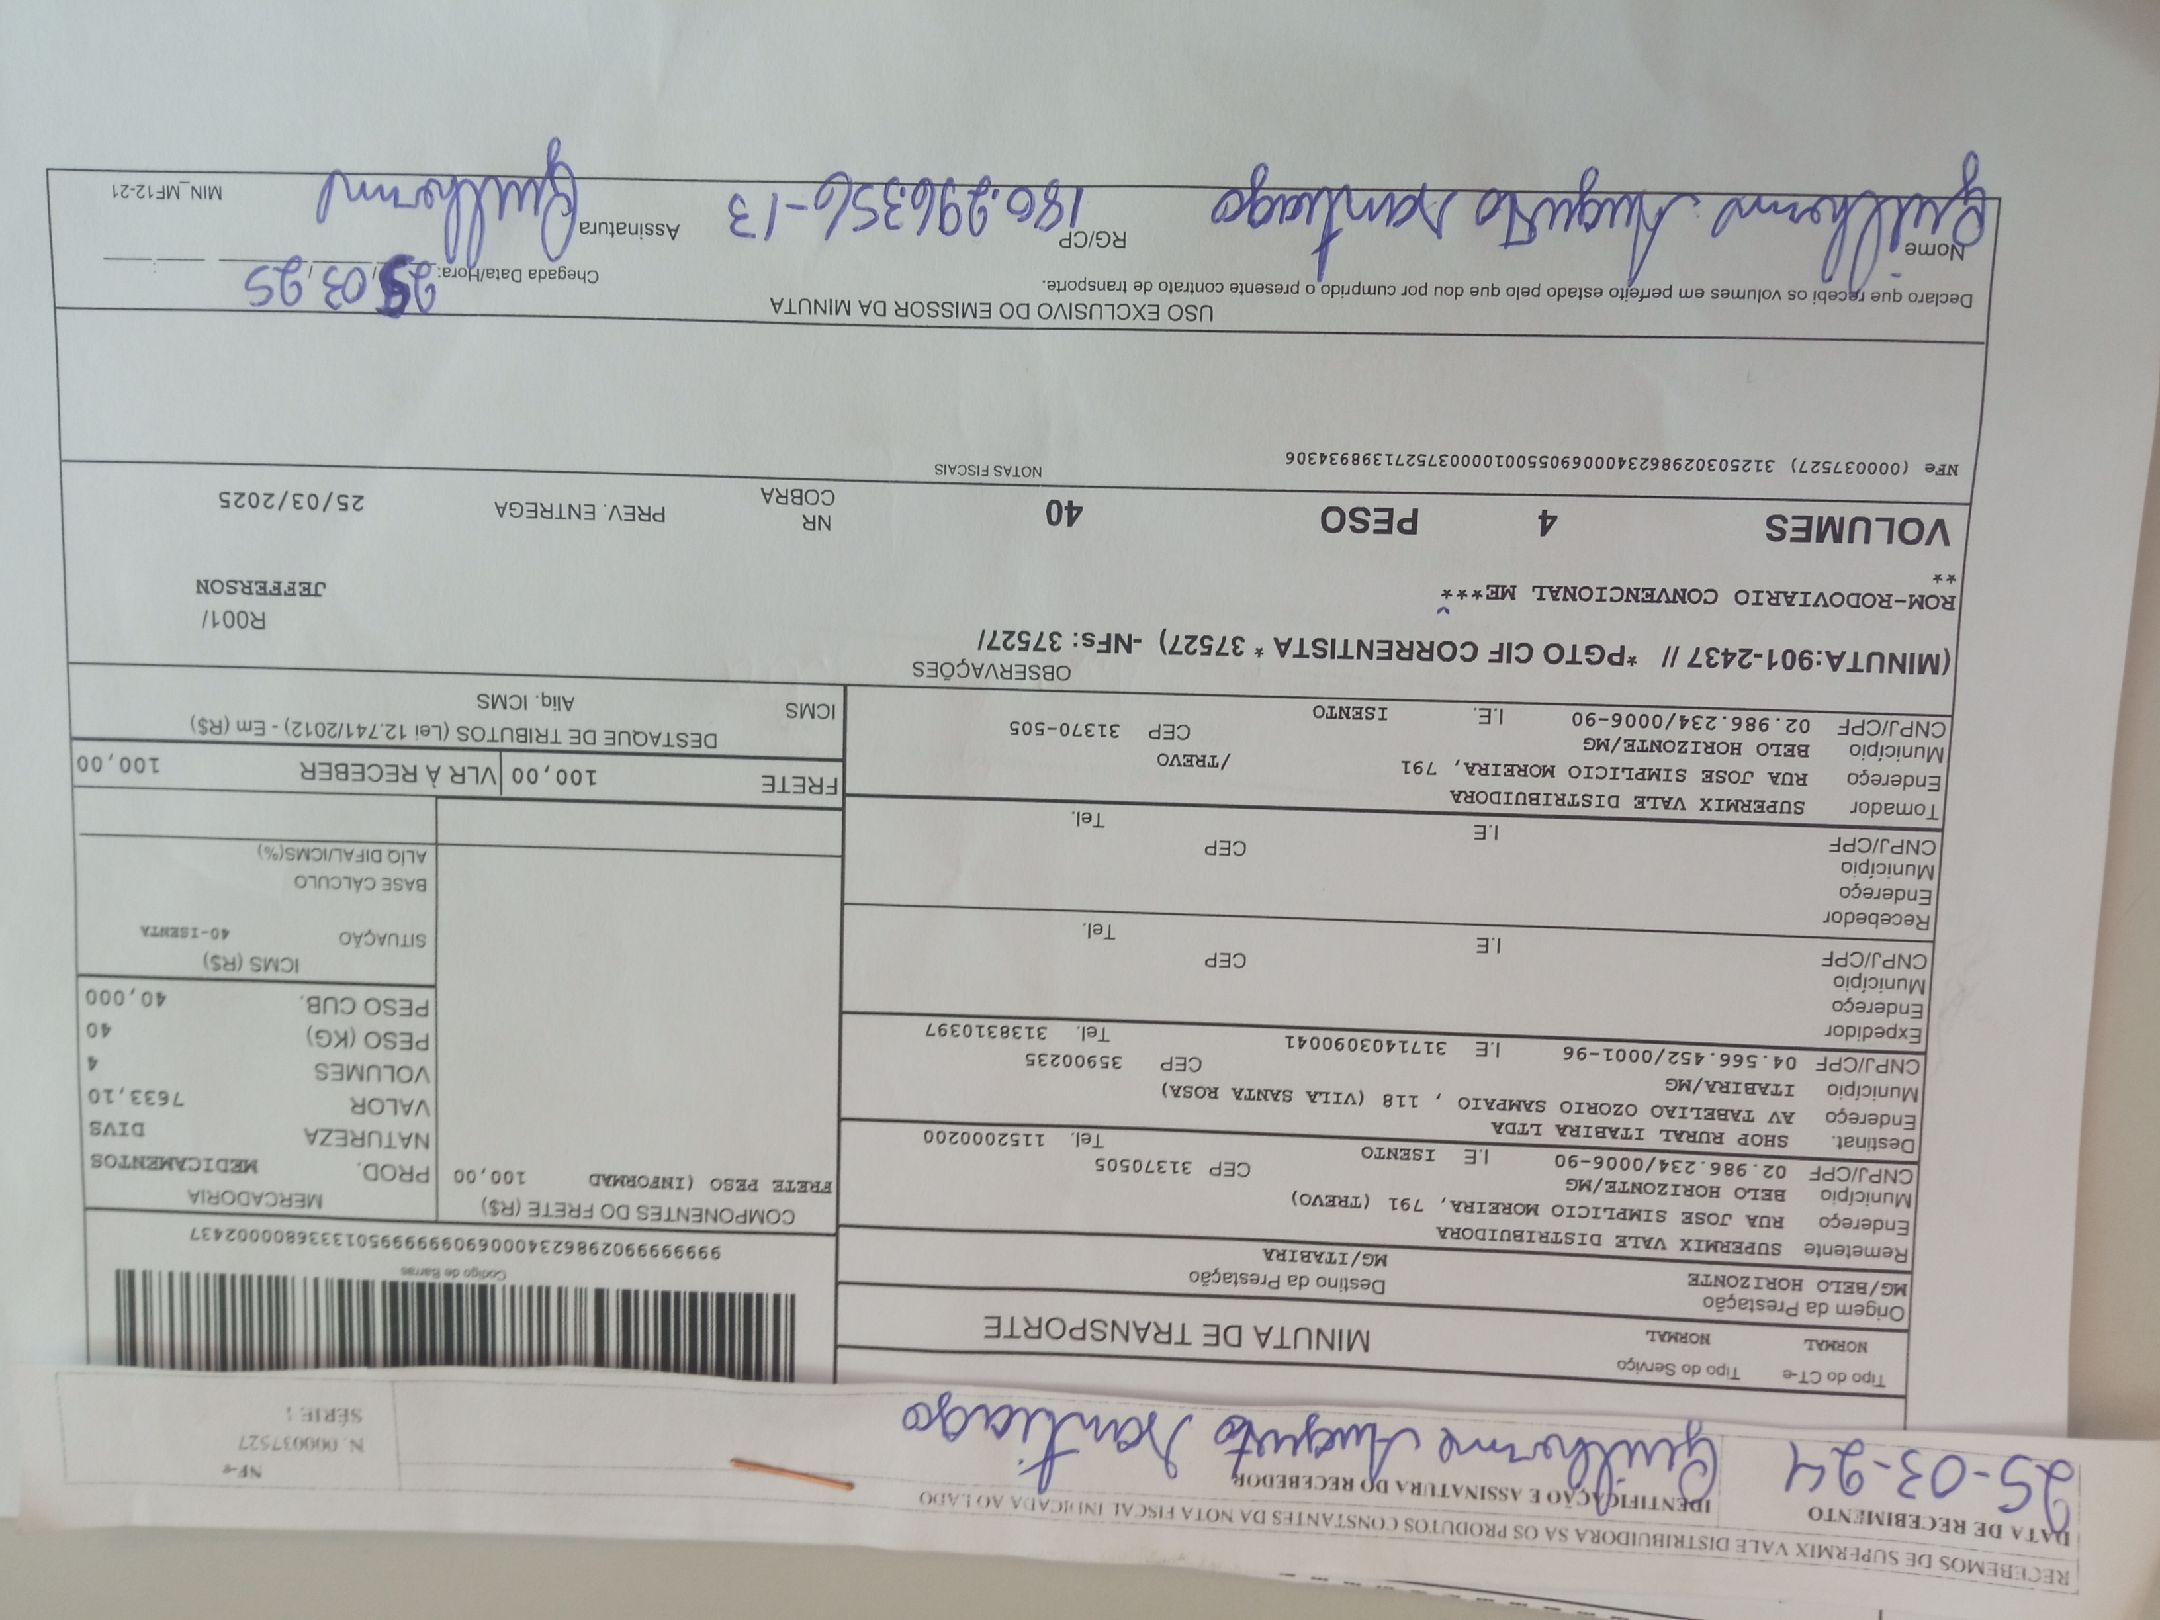 RECEBEMOS DE SUPERMIX VALE DISTRIBUIDORA SA OS PRODUTOS CONSTANTES DA NOTA FISCAL INDICADA AO LADO
DATA DE RECEBIMENTO
25-03-24
IDENTIFICAÇÃO E ASSINATURA DO RECEBEDOR
Guilherme Augusto Santiago
NF-e
N. 000037527
SÉRIE 1
Tipo do CT-e Tipo do Serviço
NORMAL NORMAL
MINUTA DE TRANSPORTE
Origem da Prestação Destino da Prestação
MG/BELO HORIZONTE MG/ITABIRA
Codigo de Barras
Remetente SUPERMIX VALE DISTRIBUIDORA
Endereço RUA JOSE SIMPLICIO MOREIRA, 791 (TREVO)
Município BELO HORIZONTE/MG CEP 31370505
CNPJ/CPF 02.986.234/0006-90 I.E ISENTO Tel. 1152000200
Destinat. SHOP RURAL ITABIRA LTDA
Endereço AV TABELIAO OZORIO SAMPAIO , 118 (VILA SANTA ROSA)
Município ITABIRA/MG CEP 35900235
CNPJ/CPF 04.566.452/0001-96 I.E 3171403090041 Tel. 3138310397
Expedidor
Endereço
Município CEP
CNPJ/CPF I.E Tel.
Recebedor
Endereço
Município CEP
CNPJ/CPF I.E Tel.
Tomador SUPERMIX VALE DISTRIBUIDORA
Endereço RUA JOSE SIMPLICIO MOREIRA, 791 /TREVO
Município BELO HORIZONTE/MG CEP 31370-505
CNPJ/CPF 02.986.234/0006-90 I.E. ISENTO
COMPONENTES DO FRETE (R$)
FRETE PESO (INFORMAD 100,00
MERCADORIA
PROD. MEDICAMENTOS
NATUREZA DIVS
VALOR 7633,10
VOLUMES 4
PESO (KG) 40
PESO CUB. 40,000
ICMS (R$)
SITUAÇÃO 40-ISENTA
BASE CÁLCULO
ALÍQ DIFAL/ICMS(%)
FRETE 100,00 VLR À RECEBER 100,00
DESTAQUE DE TRIBUTOS (Lei 12.741/2012) - Em (R$)
ICMS Aliq. ICMS
OBSERVAÇÕES
(MINUTA:901-2437 // *PGTO CIF CORRENTISTA * 37527) -NFs: 37527/
ROM-RODOVIARIO CONVENCIONAL ME***
**
R001/
JEFFERSON
VOLUMES 4 PESO 40 NR COBRA PREV. ENTREGA 25/03/2025
NOTAS FISCAIS
NFe (000037527) 31250302986234000690550010000375271398934306
USO EXCLUSIVO DO EMISSOR DA MINUTA
Declaro que recebi os volumes em perfeito estado pelo que dou por cumprido o presente contrato de transporte.
Chegada Data/Hora: 25/03/25
Nome Guilherme Augusto Santiago RG/CP 180.296356-13 Assinatura Guilherme
MIN_MF12-21